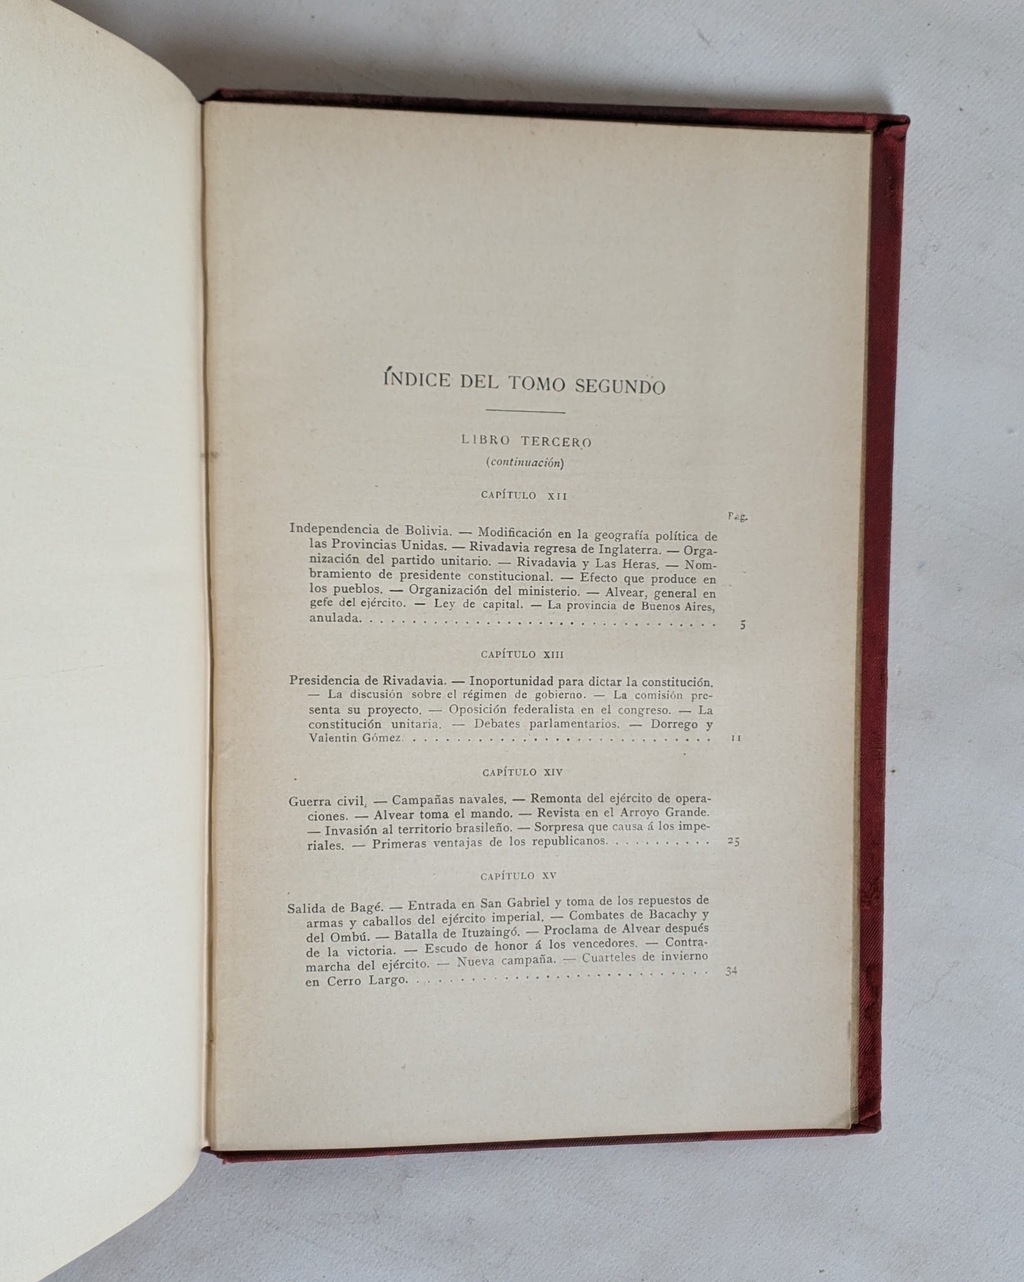 ÍNDICE DEL TOMO SEGUNDO
LIBRO TERCERO
(continuación)
CAPÍTULO XII
Pág.
Independencia de Bolivia. — Modificación en la geografía política de
las Provincias Unidas. — Rivadavia regresa de Inglaterra. — Orga-
nización del partido unitario. — Rivadavia y Las Heras. — Nom-
bramiento de presidente constitucional. — Efecto que produce en
los pueblos. — Organización del ministerio. — Alvear, general en
gefe del ejército. — Ley de capital. — La provincia de Buenos Aires,
anulada. . . . . . . . . . . . . . . . . . . . . . . . . . . . . . . 5
CAPÍTULO XIII
Presidencia de Rivadavia. — Inoportunidad para dictar la constitución.
— La discusión sobre el régimen de gobierno. — La comisión pre-
senta su proyecto. — Oposición federalista en el congreso. — La
constitución unitaria. — Debates parlamentarios. — Dorrego y
Valentin Gómez. . . . . . . . . . . . . . . . . . . . . . . . . . . . 11
CAPÍTULO XIV
Guerra civil. — Campañas navales. — Remonta del ejército de opera-
ciones. — Alvear toma el mando. — Revista en el Arroyo Grande.
— Invasión al territorio brasileño. — Sorpresa que causa á los impe-
riales. — Primeras ventajas de los republicanos. . . . . . . . . . . 25
CAPÍTULO XV
Salida de Bagé. — Entrada en San Gabriel y toma de los repuestos de
armas y caballos del ejército imperial. — Combates de Bacachy y
del Ombú. — Batalla de Ituzaingó. — Proclama de Alvear después
de la victoria. — Escudo de honor á los vencedores. — Contra-
marcha del ejército. — Nueva campaña. — Cuarteles de invierno
en Cerro Largo. . . . . . . . . . . . . . . . . . . . . . . . . . . 34